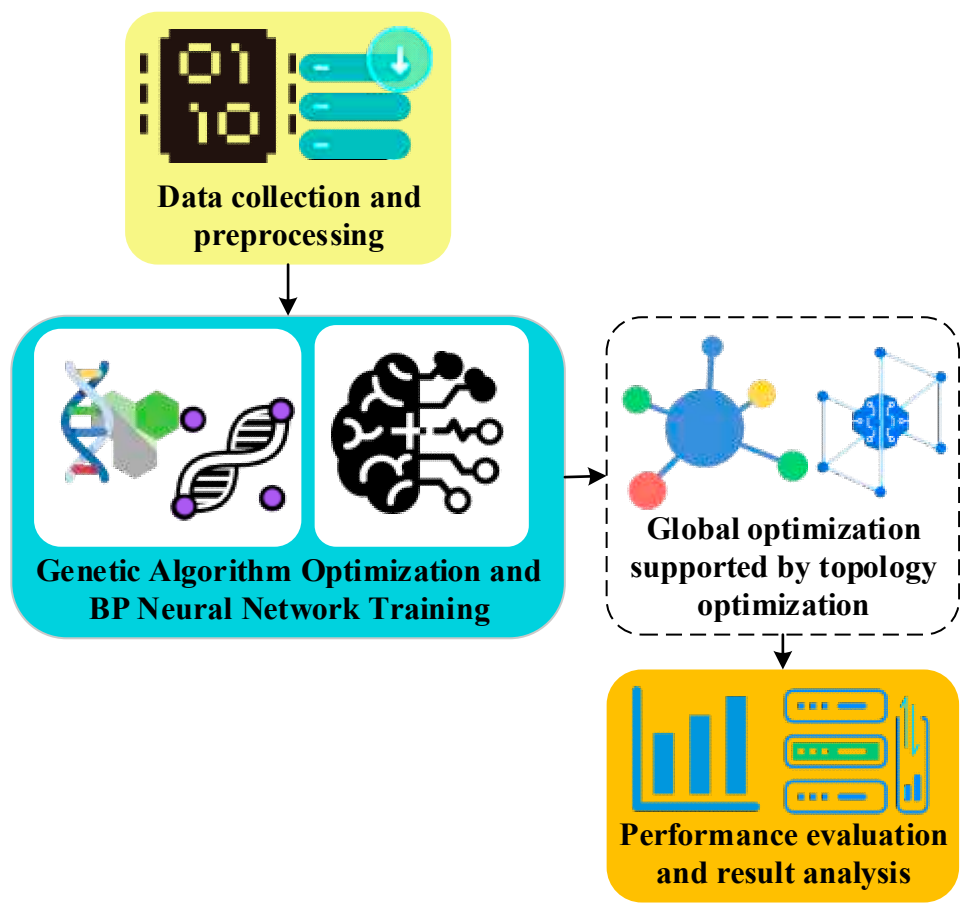 01
10
Data collection and
preprocessing
Genetic Algorithm Optimization and
BP Neural Network Training
Global optimization
supported by topology
optimization
Performance evaluation
and result analysis